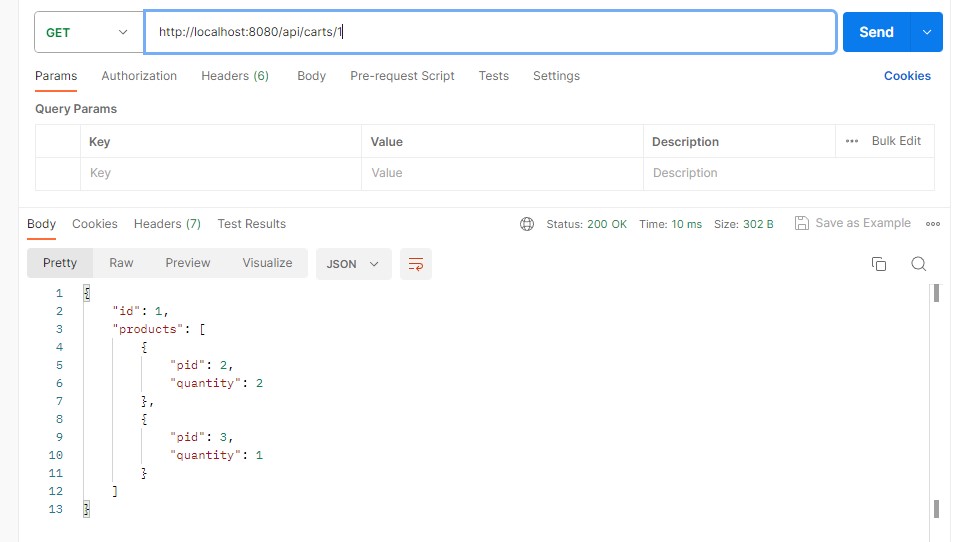 GET http://localhost:8080/api/carts/1 Send
Params Authorization Headers (6) Body Pre-request Script Tests Settings Cookies
Query Params
Key Value Description ••• Bulk Edit
Key Value Description
Body Cookies Headers (7) Test Results Status: 200 OK Time: 10 ms Size: 302 B Save as Example
Pretty Raw Preview Visualize JSON
1 {
2 "id": 1,
3 "products": [
4 {
5 "pid": 2,
6 "quantity": 2
7 },
8 {
9 "pid": 3,
10 "quantity": 1
11 }
12 ]
13 }